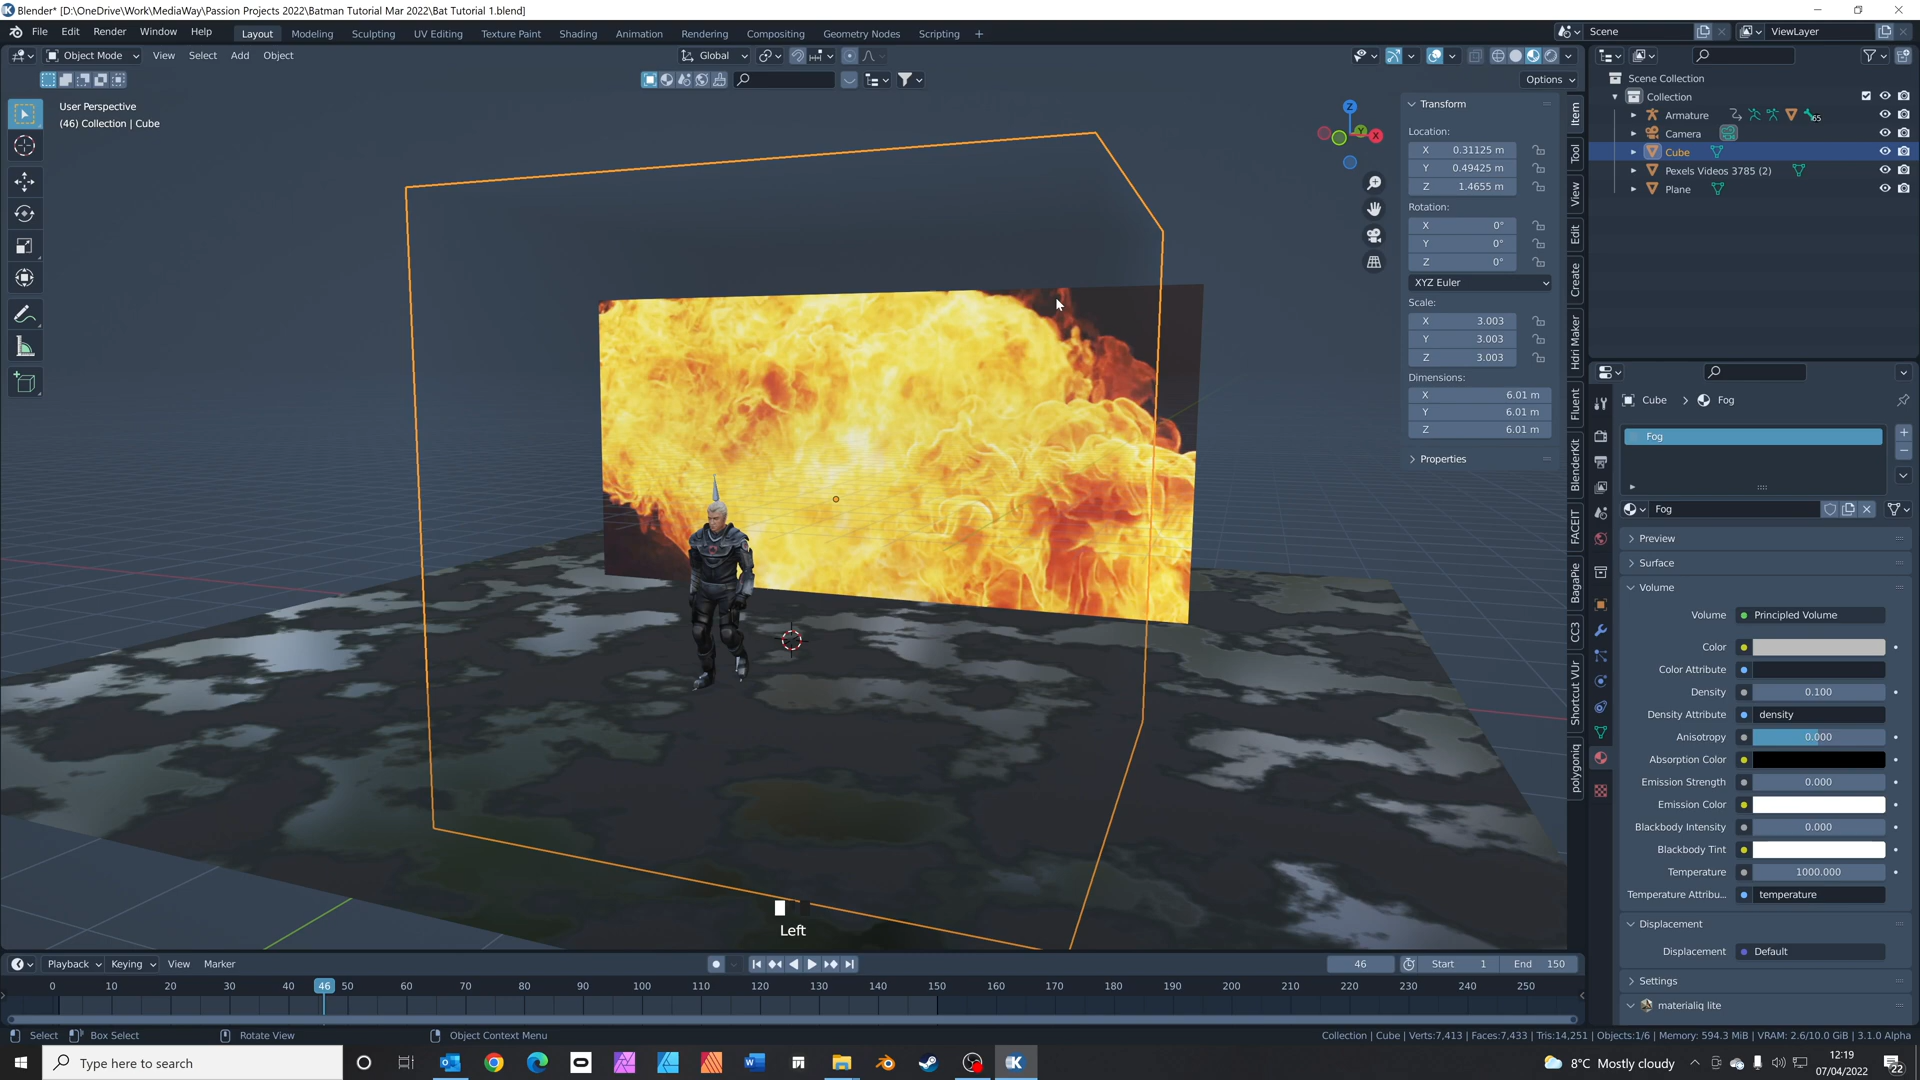 Blender* [D:\OneDrive\Work\MediaWay\Passion Projects 2022\Batman Tutorial Mar 2022\Bat Tutorial 1.blend]
File Edit Render Window Help Layout Modeling Sculpting UV Editing Texture Paint Shading Animation Rendering Compositing Geometry Nodes Scripting + Scene ViewLayer
Object Mode View Select Add Object Global
Options
User Perspective
(46) Collection | Cube
Z
Y
X
Transform
Location:
X 0.31125 m
Y 0.49425 m
Z 1.4655 m
Rotation:
X 0°
Y 0°
Z 0°
XYZ Euler
Scale:
X 3.003
Y 3.003
Z 3.003
Dimensions:
X 6.01 m
Y 6.01 m
Z 6.01 m
Properties
Item
Tool
View
Edit
Create
Hdri Maker
Fluent
BlenderKit
FACEIT
BagaPie
CC3
Shortcut VUr
polygoniq
Scene Collection
Collection
Armature 65
Camera
Cube
Pexels Videos 3785 (2)
Plane
Cube > Fog
Fog
Fog
Preview
Surface
Volume
Volume Principled Volume
Color
Color Attribute
Density 0.100
Density Attribute density
Anisotropy 0.000
Absorption Color
Emission Strength 0.000
Emission Color
Blackbody Intensity 0.000
Blackbody Tint
Temperature 1000.000
Temperature Attribu... temperature
Displacement
Displacement Default
Settings
materialiq lite
Left
Playback Keying View Marker 46 Start 1 End 150
0 10 20 30 40 46 50 60 70 80 90 100 110 120 130 140 150 160 170 180 190 200 210 220 230 240 250
Select Box Select Rotate View Object Context Menu Collection | Cube | Verts:7,413 | Faces:7,433 | Tris:14,251 | Objects:1/6 | Memory: 594.3 MiB | VRAM: 2.6/10.0 GiB | 3.1.0 Alpha
Type here to search 8°C Mostly cloudy 12:19
07/04/2022 22